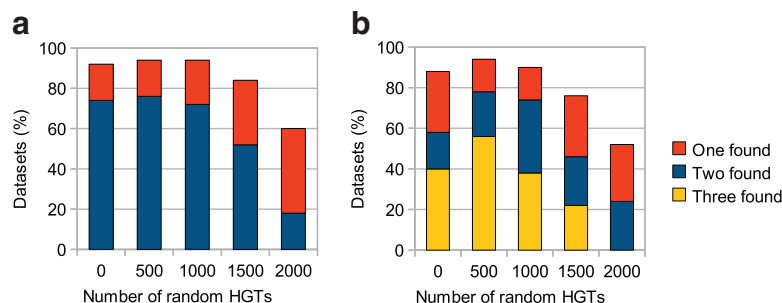 a
100
80
60
40
20
0
Datasets (%)
0 500 1000 1500 2000
Number of random HGTs
b
100
80
60
40
20
0
Datasets (%)
0 500 1000 1500 2000
Number of random HGTs
One found
Two found
Three found